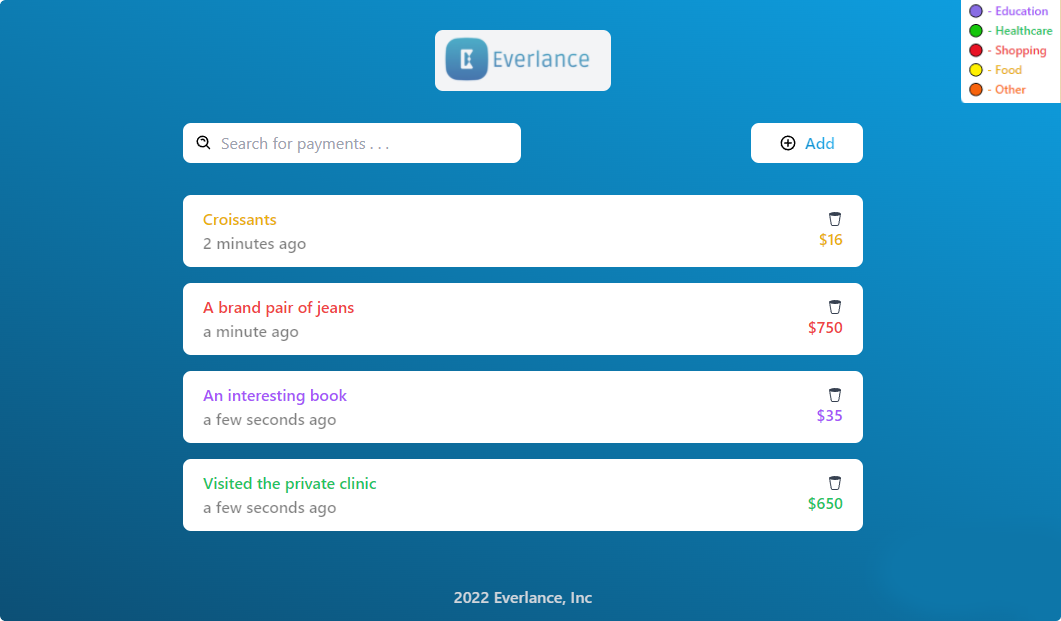 - Education
- Healthcare
- Shopping
- Food
- Other
Everlance
Search for payments . . .
Add
Croissants
2 minutes ago
$16
A brand pair of jeans
a minute ago
$750
An interesting book
a few seconds ago
$35
Visited the private clinic
a few seconds ago
$650
2022 Everlance, Inc